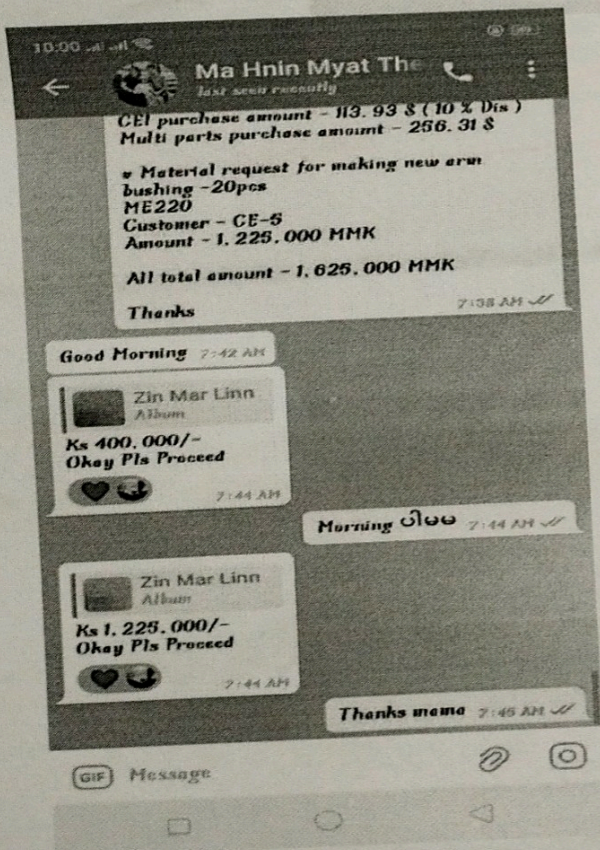 10:00
Ma Hnin Myat The
last seen recently
CEI purchase amount - 113. 93 $ ( 10 % Dis )
Multi parts purchase amount - 256. 31 $
Material request for making new arm
bushing -20pcs
ME220
Customer - CE-5
Amount - 1, 225, 000 MMK
All total amount - 1, 625, 000 MMK
Thanks
7:38 AM
Good Morning 7:42 AM
Zin Mar Linn
Album
Ks 400, 000/-
Okay Pls Proceed
7:44 AM
Morning ပါမမ 7:44 AM
Zin Mar Linn
Album
Ks 1, 225, 000/-
Okay Pls Proceed
7:44 AM
Thanks mama 7:45 AM
GIF Message